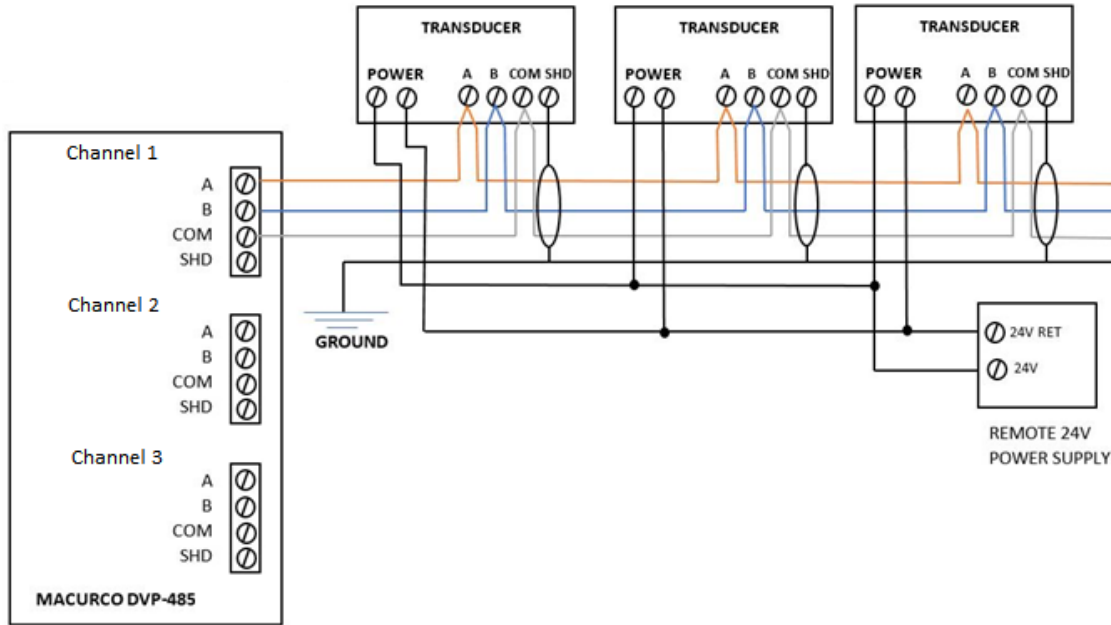 TRANSDUCER
POWER A B COM SHD
TRANSDUCER
POWER A B COM SHD
TRANSDUCER
POWER A B COM SHD
Channel 1
A
B
COM
SHD
Channel 2
A
B
COM
SHD
Channel 3
A
B
COM
SHD
MACURCO DVP-485
GROUND
24V RET
24V
REMOTE 24V
POWER SUPPLY